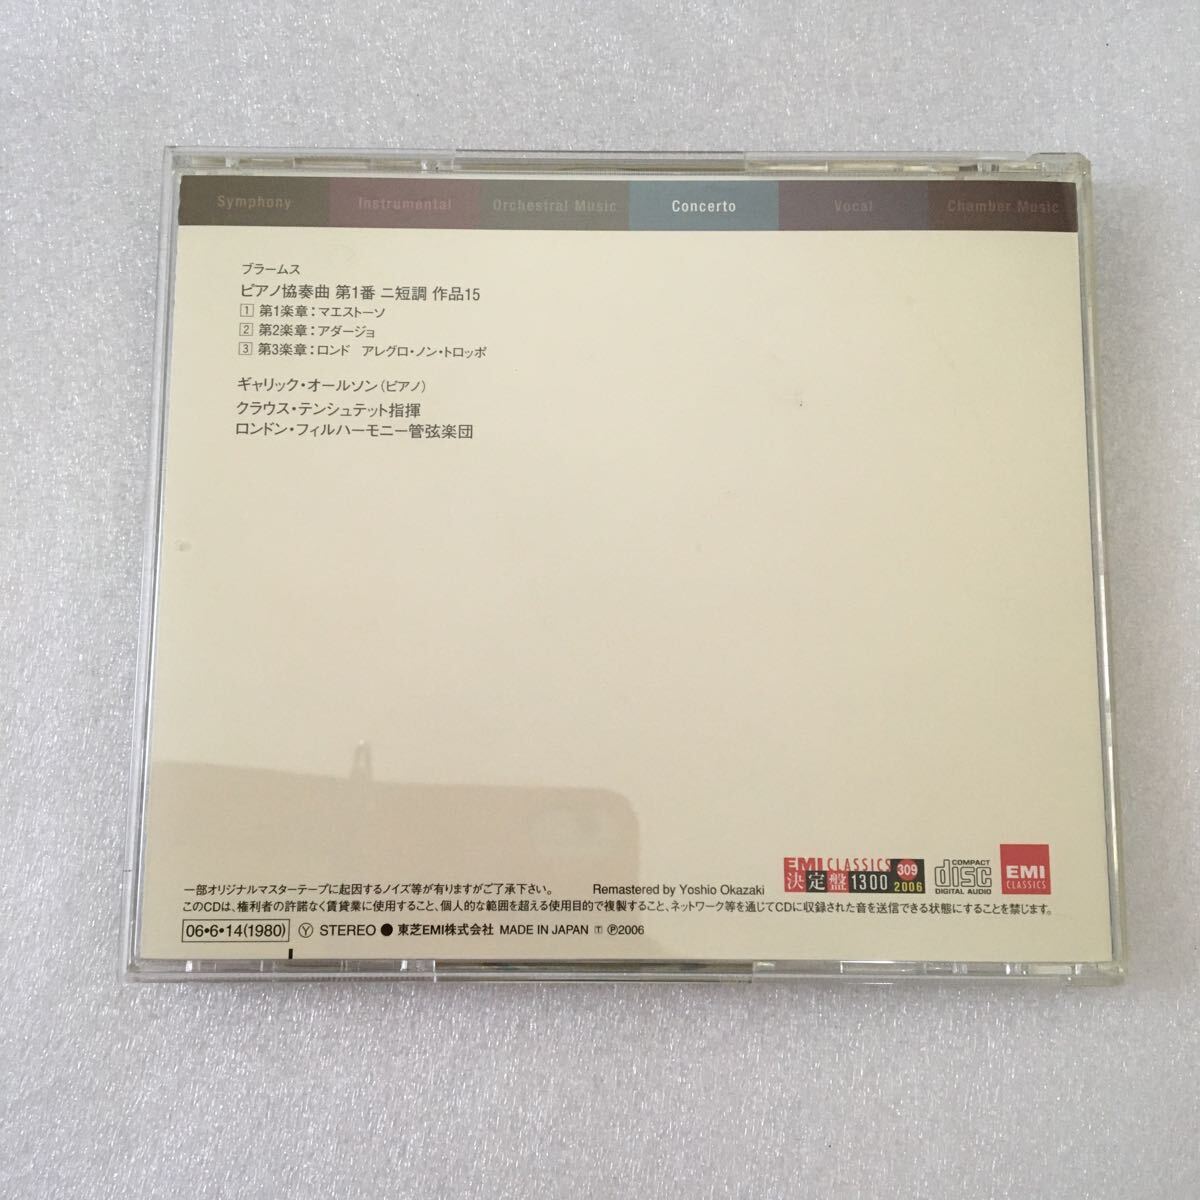 Symphony Instrumental Orchestral Music Concerto Vocal Chamber Music
ブラームス
ピアノ協奏曲 第1番 ニ短調 作品15
1 第1楽章：マエストーソ
2 第2楽章：アダージョ
3 第3楽章：ロンド アレグロ・ノン・トロッポ
ギャリック・オールソン（ピアノ）
クラウス・テンシュテット指揮
ロンドン・フィルハーモニー管弦楽団
EMI CLASSICS 309
決定盤 1300 2006
COMPACT
disc
DIGITAL AUDIO
EMI
CLASSICS
一部オリジナルマスターテープに起因するノイズ等が有りますがご了承下さい。 Remastered by Yoshio Okazaki
このCDは、権利者の許諾なく賃貸業に使用すること、個人的な範囲を超える使用目的で複製すること、ネットワーク等を通じてCDに収録された音を送信できる状態にすることを禁じます。
06•6•14(1980) Ⓨ STEREO ● 東芝EMI株式会社 MADE IN JAPAN Ⓣ Ⓟ2006